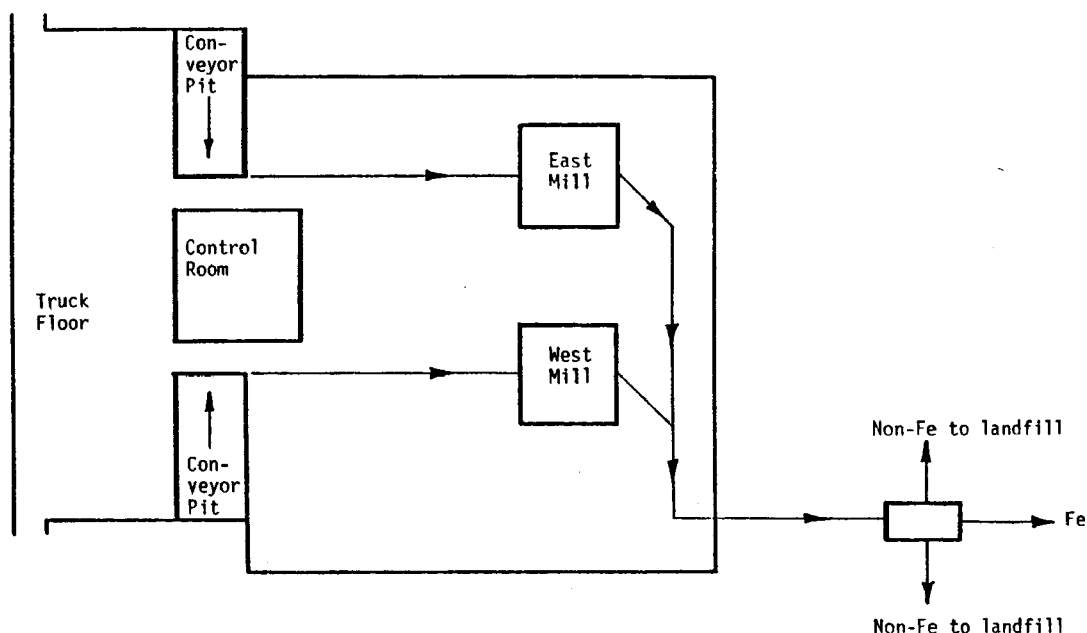 Con-
veyor
Pit
East
Mill
Control
Room
Truck
Floor
West
Mill
Con-
veyor
Pit
Non-Fe to landfill
Fe
Non-Fe to landfill